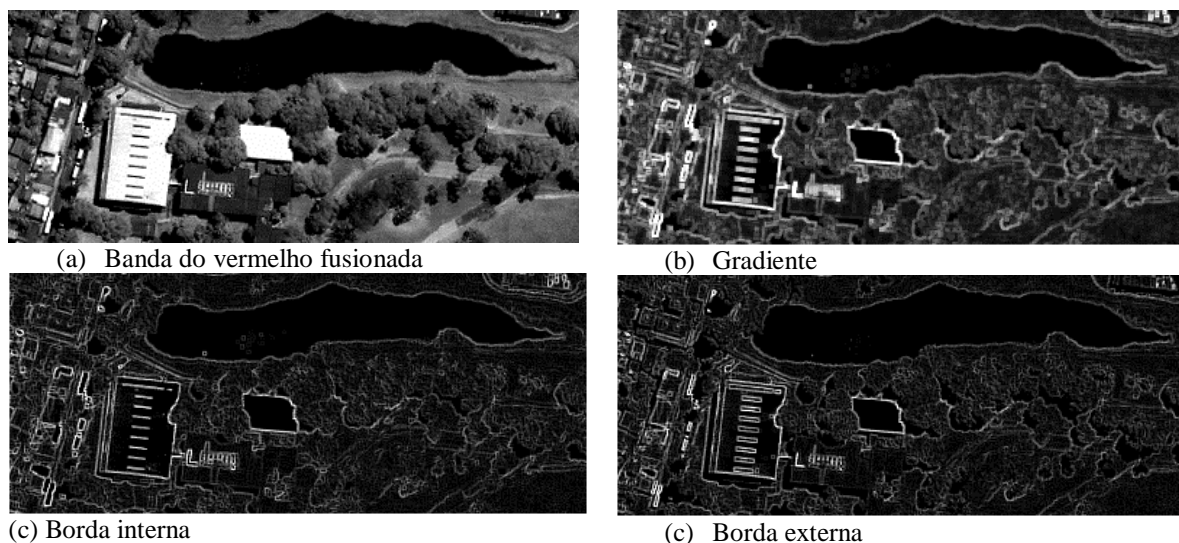 (a) Banda do vermelho fusionada
(b) Gradiente
(c) Borda interna
(c) Borda externa